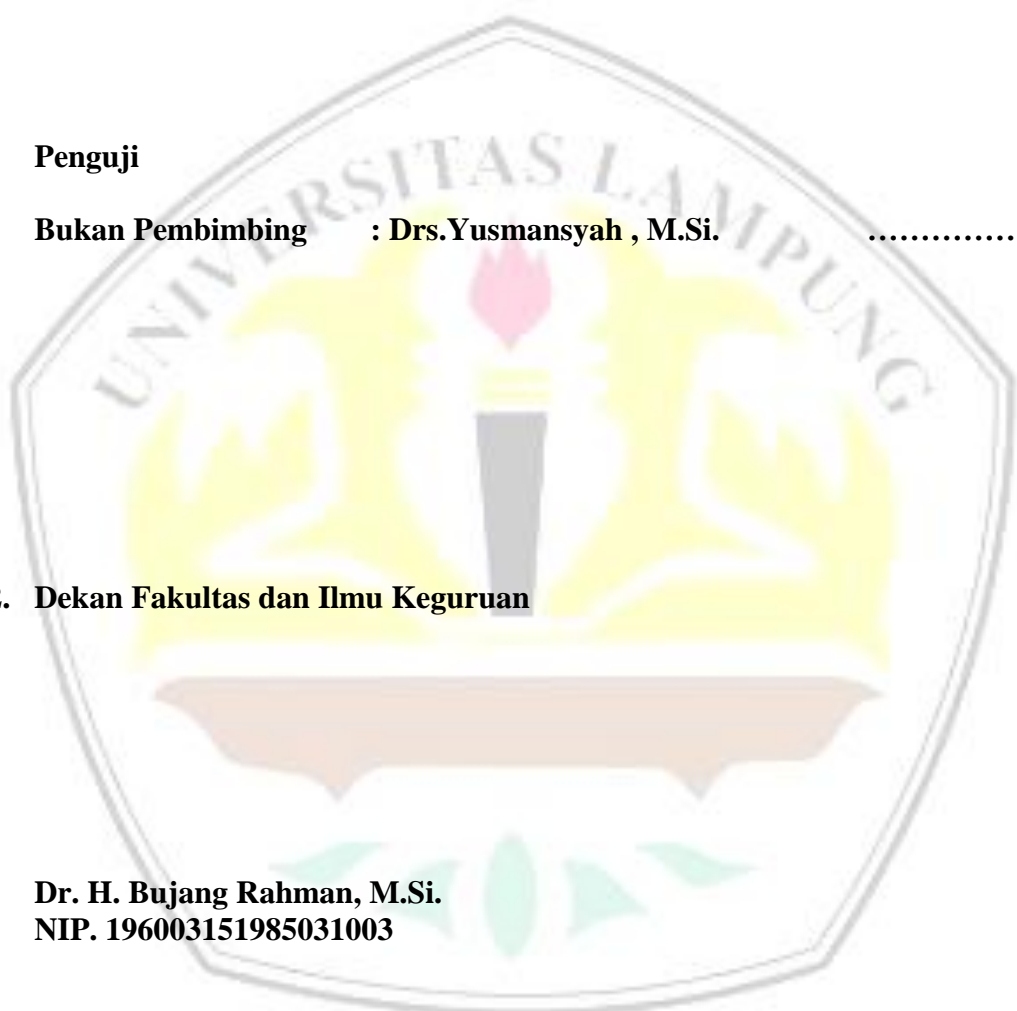 UNIVERSITAS LAMPUNG
Penguji
Bukan Pembimbing : Drs.Yusmansyah , M.Si. ……………
2. Dekan Fakultas dan Ilmu Keguruan
Dr. H. Bujang Rahman, M.Si.
NIP. 196003151985031003